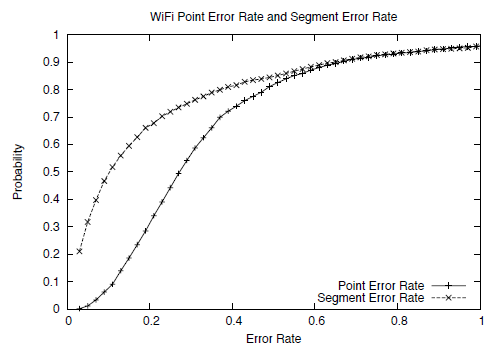 WiFi Point Error Rate and Segment Error Rate
1
0.9
0.8
0.7
0.6
0.5
0.4
0.3
0.2
0.1
0
Probability
0 0.2 0.4 0.6 0.8 1
Error Rate
Point Error Rate
Segment Error Rate